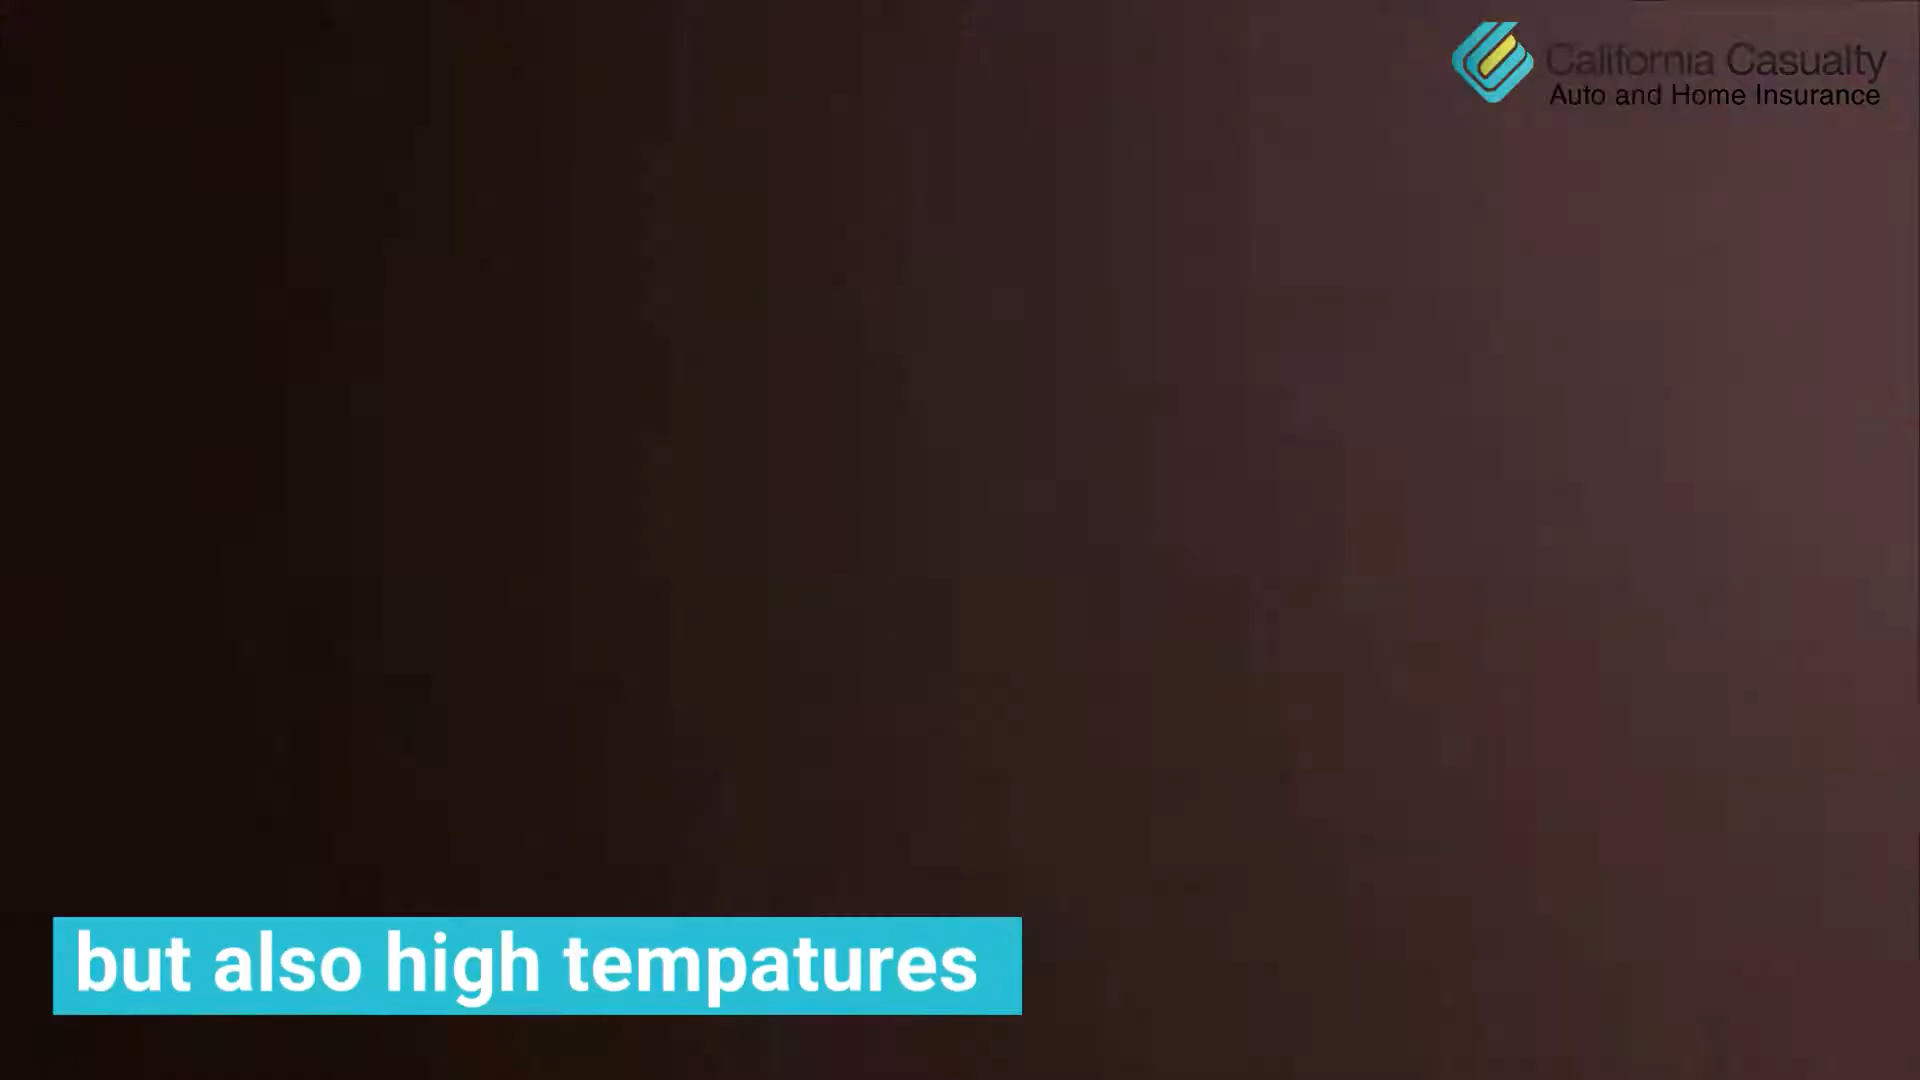 California Casualty
Auto and Home Insurance
but also high tempatures